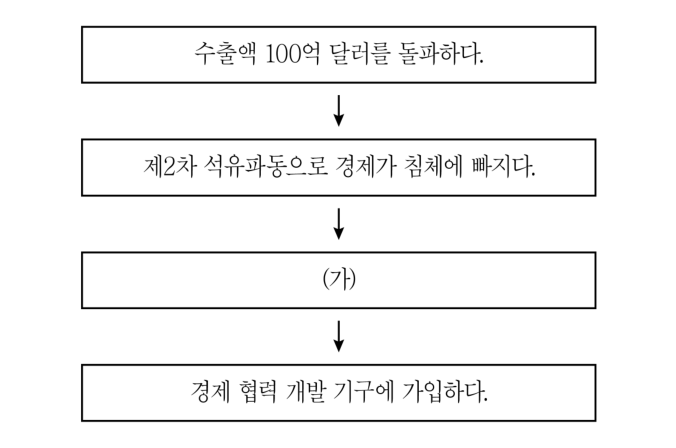 수출액 100억 달러를 돌파하다.
제2차 석유파동으로 경제가 침체에 빠지다.
(가)
경제 협력 개발 기구에 가입하다.